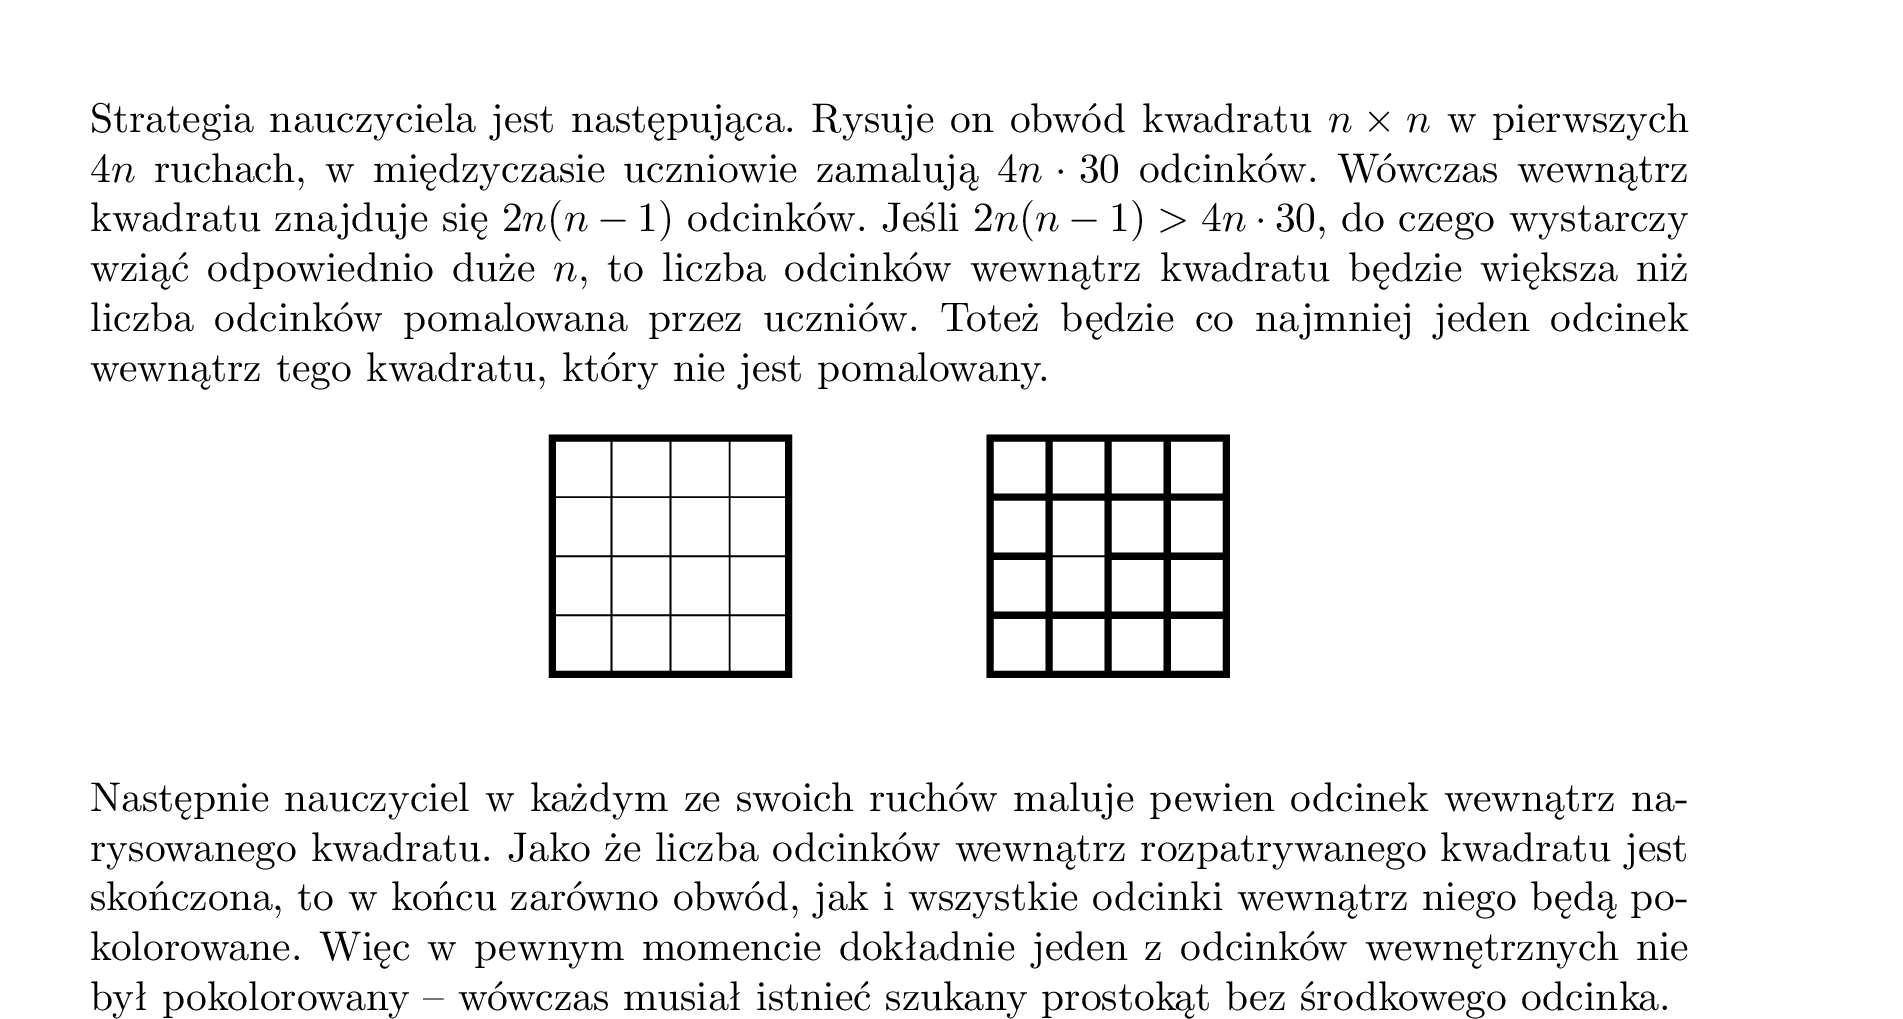 Strategia nauczyciela jest następująca. Rysuje on obwód kwadratu n × n w pierwszych
4n ruchach, w międzyczasie uczniowie zamalują 4n · 30 odcinków. Wówczas wewnątrz
kwadratu znajduje się 2n(n − 1) odcinków. Jeśli 2n(n − 1) > 4n · 30, do czego wystarczy
wziąć odpowiednio duże n, to liczba odcinków wewnątrz kwadratu będzie większa niż
liczba odcinków pomalowana przez uczniów. Toteż będzie co najmniej jeden odcinek
wewnątrz tego kwadratu, który nie jest pomalowany.
Następnie nauczyciel w każdym ze swoich ruchów maluje pewien odcinek wewnątrz na-
rysowanego kwadratu. Jako że liczba odcinków wewnątrz rozpatrywanego kwadratu jest
skończona, to w końcu zarówno obwód, jak i wszystkie odcinki wewnątrz niego będą po-
kolorowane. Więc w pewnym momencie dokładnie jeden z odcinków wewnętrznych nie
był pokolorowany – wówczas musiał istnieć szukany prostokąt bez środkowego odcinka.